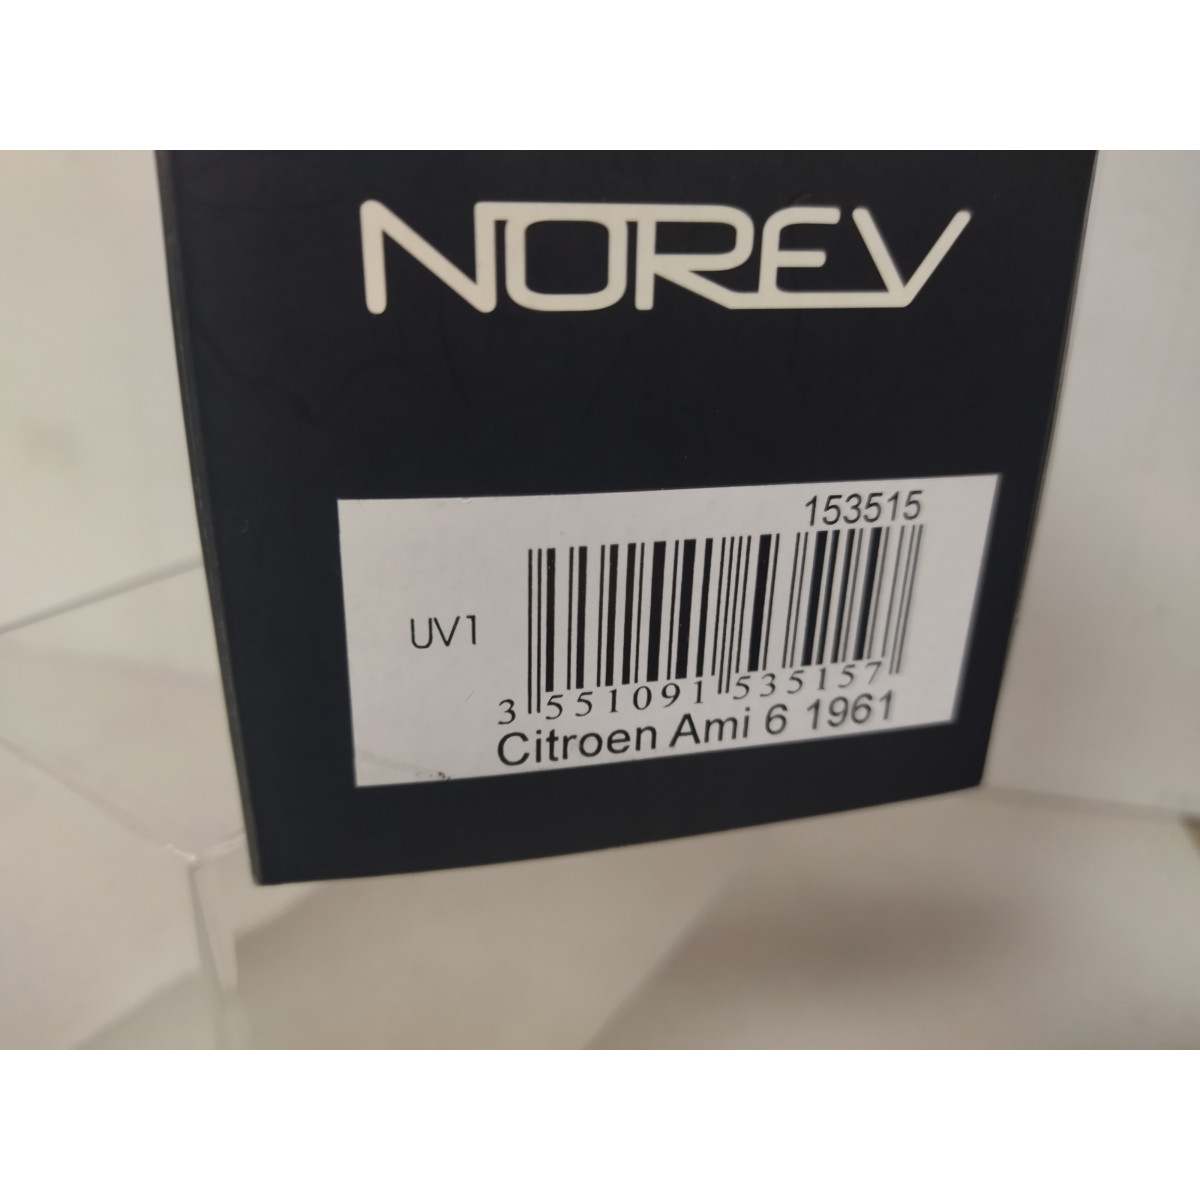 NOREV
153515
UV1
3 551091 535157
Citroen Ami 6 1961